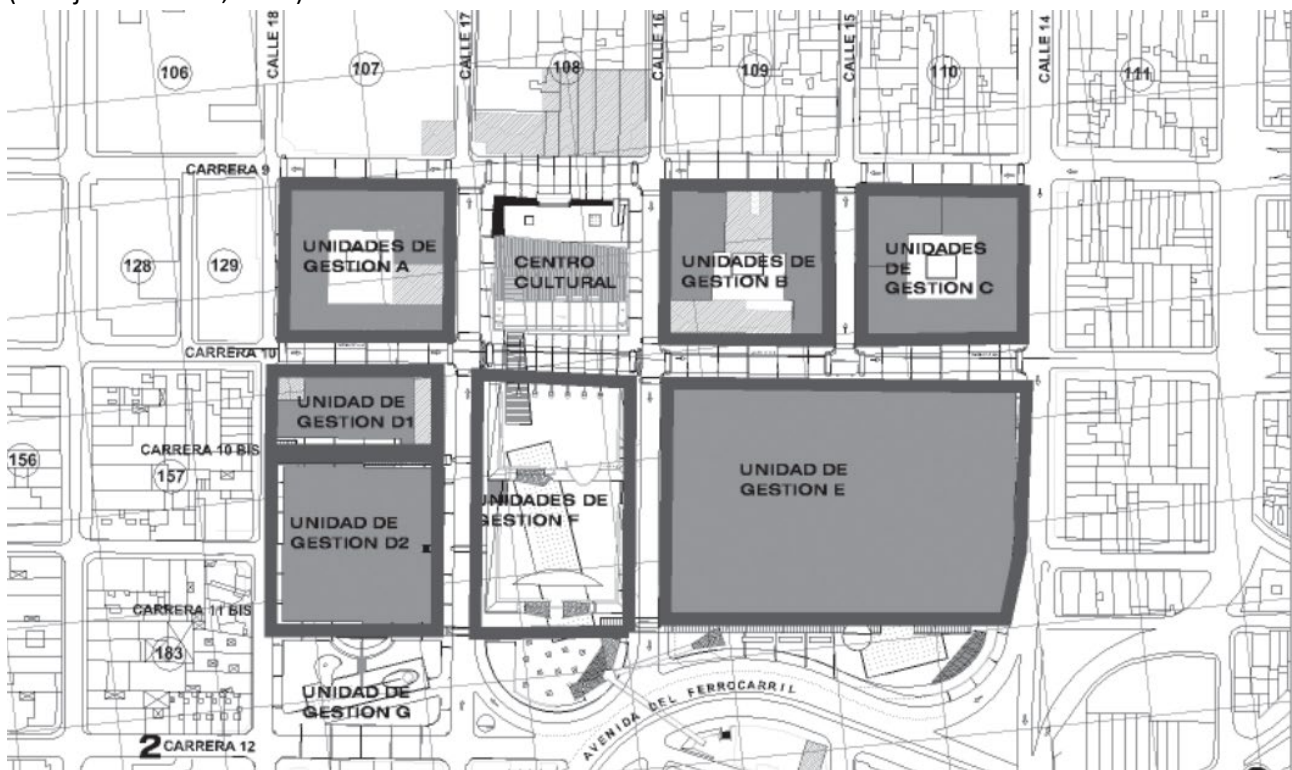 CALLE 18
CALLE 17
CALLE 16
CALLE 15
CALLE 14
106
107
108
109
110
111
CARRERA 9
128
129
UNIDADES DE
GESTION A
CENTRO
CULTURAL
UNIDADES DE
GESTION B
UNIDADES
DE
GESTION C
CARRERA 10
UNIDAD DE
GESTION D1
CARRERA 10 BIS
156
157
UNIDAD DE
GESTION D2
UNIDADES DE
GESTION F
UNIDAD DE
GESTION E
CARRERA 11 BIS
183
UNIDAD DE
GESTION G
AVENIDA DEL FERROCARRIL
2 CARRERA 12